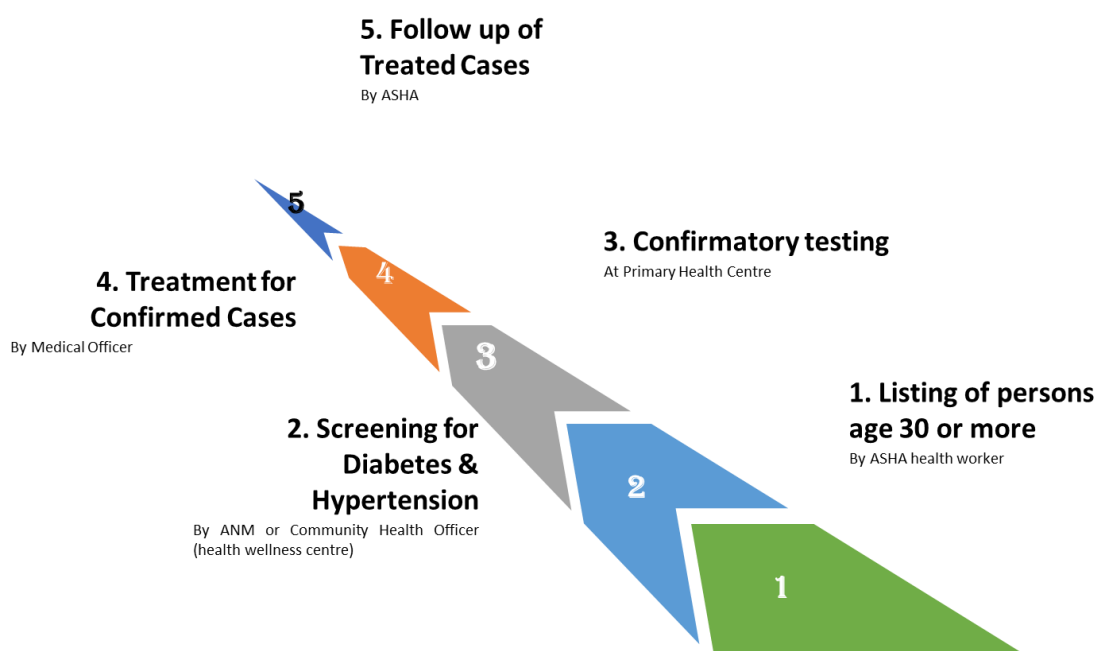 5. Follow up of
Treated Cases
By ASHA
5
3. Confirmatory testing
At Primary Health Centre
4
4. Treatment for
Confirmed Cases
By Medical Officer
3
1. Listing of persons
age 30 or more
By ASHA health worker
2. Screening for
Diabetes &
Hypertension
By ANM or Community Health Officer
(health wellness centre)
2
1